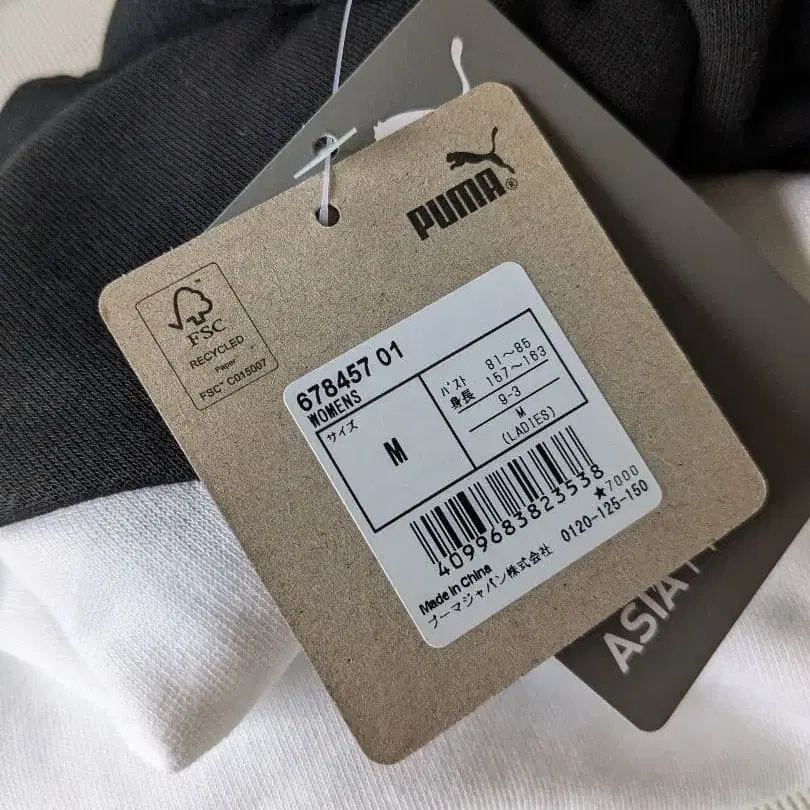 PUMA®
FSC
RECYCLED
Paper
FSC® C015007
678457 01
WOMENS
サイズ
M
バスト 81~85
身長 157~163
9-3
M
(LADIES)
4099683823538
★7000
Made in China
プーマジャパン株式会社 0120-125-150
ASIA